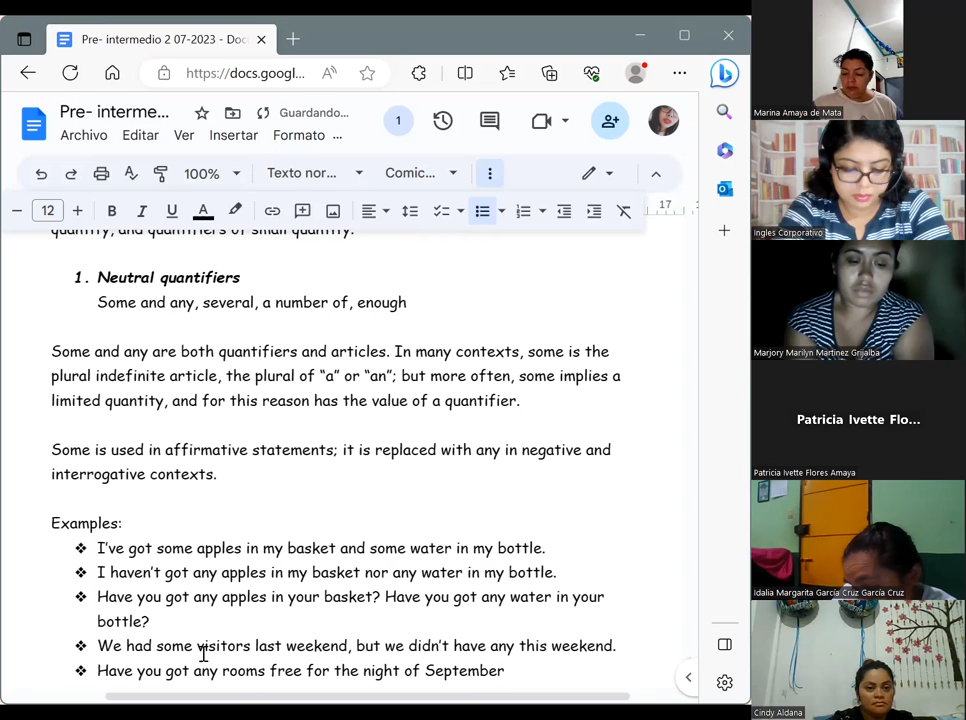 Pre- intermedio 2 07-2023 - Doc
https://docs.googl...
Pre- interme...
Guardando...
1
Archivo Editar Ver Insertar Formato ...
100% Texto nor... Comic...
12
17
quantity, and quantifiers of small quantity.
1. Neutral quantifiers
Some and any, several, a number of, enough
Some and any are both quantifiers and articles. In many contexts, some is the
plural indefinite article, the plural of “a” or “an”; but more often, some implies a
limited quantity, and for this reason has the value of a quantifier.
Some is used in affirmative statements; it is replaced with any in negative and
interrogative contexts.
Examples:
I’ve got some apples in my basket and some water in my bottle.
I haven’t got any apples in my basket nor any water in my bottle.
Have you got any apples in your basket? Have you got any water in your
bottle?
We had some visitors last weekend, but we didn’t have any this weekend.
Have you got any rooms free for the night of September
Marina Amaya de Mata
Ingles Corporativo
Marjory Marilyn Martinez Grijalba
Patricia Ivette Flo...
Patricia Ivette Flores Amaya
Idalia Margarita García Cruz García Cruz
Cindy Aldana